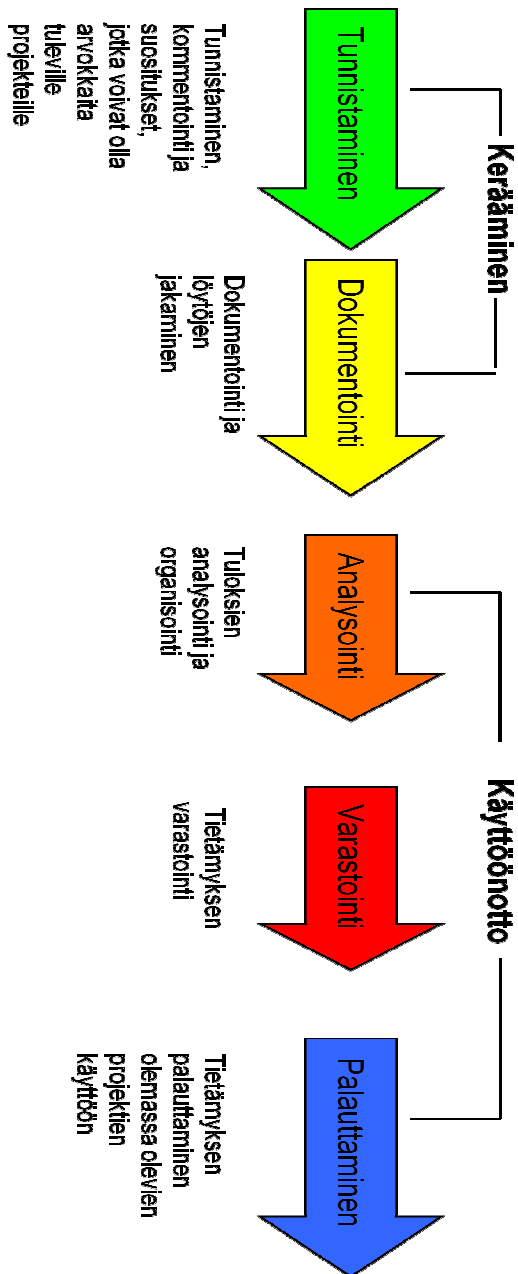 Kerääminen
Käyttöönotto
Tunnistaminen
Dokumentointi
Analysointi
Varastointi
Palauttaminen
Tunnistaminen,
kommentointi ja
suositukset,
jotka voivat olla
arvokkaita
tuleville
projekteille
Dokumentointi ja
löytöjen
jakaminen
Tuloksien
analysointi ja
organisointi
Tietämyksen
varastointi
Tietämyksen
palauttaminen
olemassa olevien
projektien
käyttöön